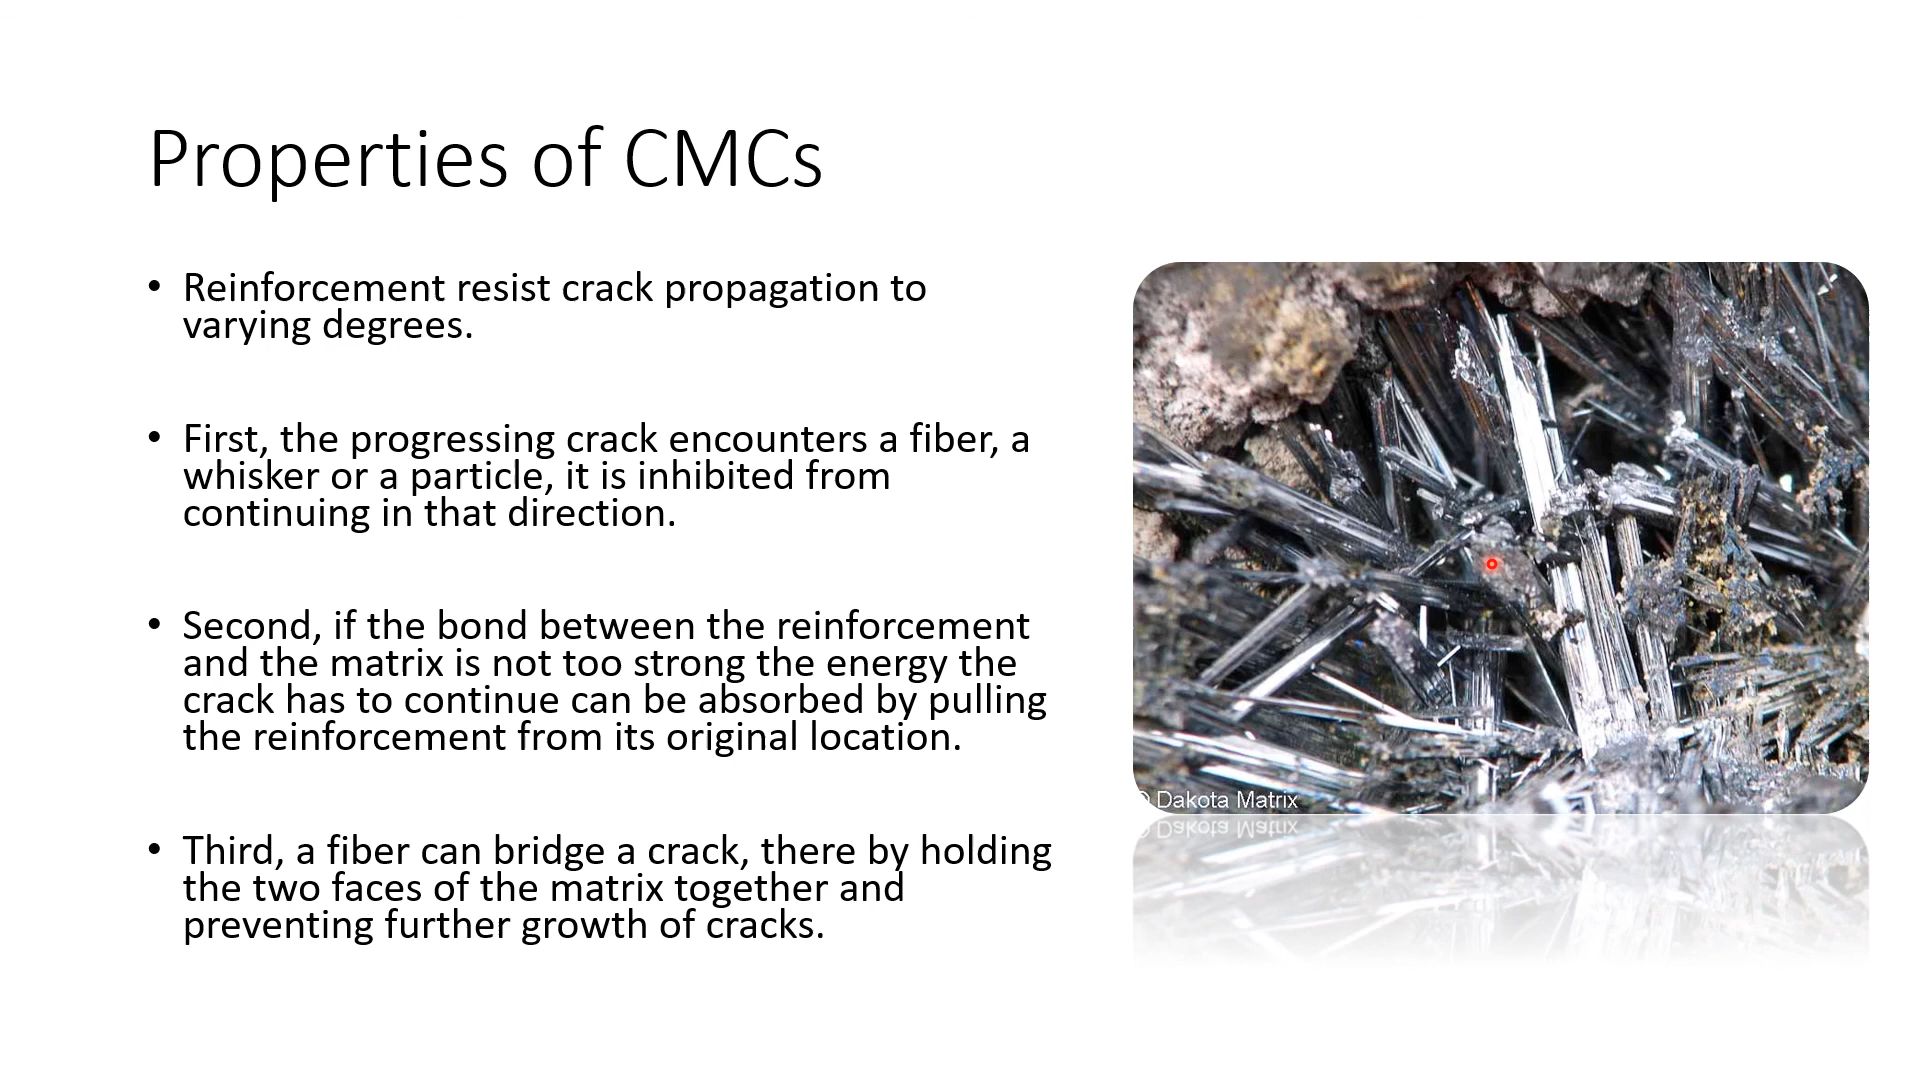 Properties of CMCs
• Reinforcement resist crack propagation to
varying degrees.
• First, the progressing crack encounters a fiber, a
whisker or a particle, it is inhibited from
continuing in that direction.
• Second, if the bond between the reinforcement
and the matrix is not too strong the energy the
crack has to continue can be absorbed by pulling
the reinforcement from its original location.
• Third, a fiber can bridge a crack, there by holding
the two faces of the matrix together and
preventing further growth of cracks.
© Dakota Matrix